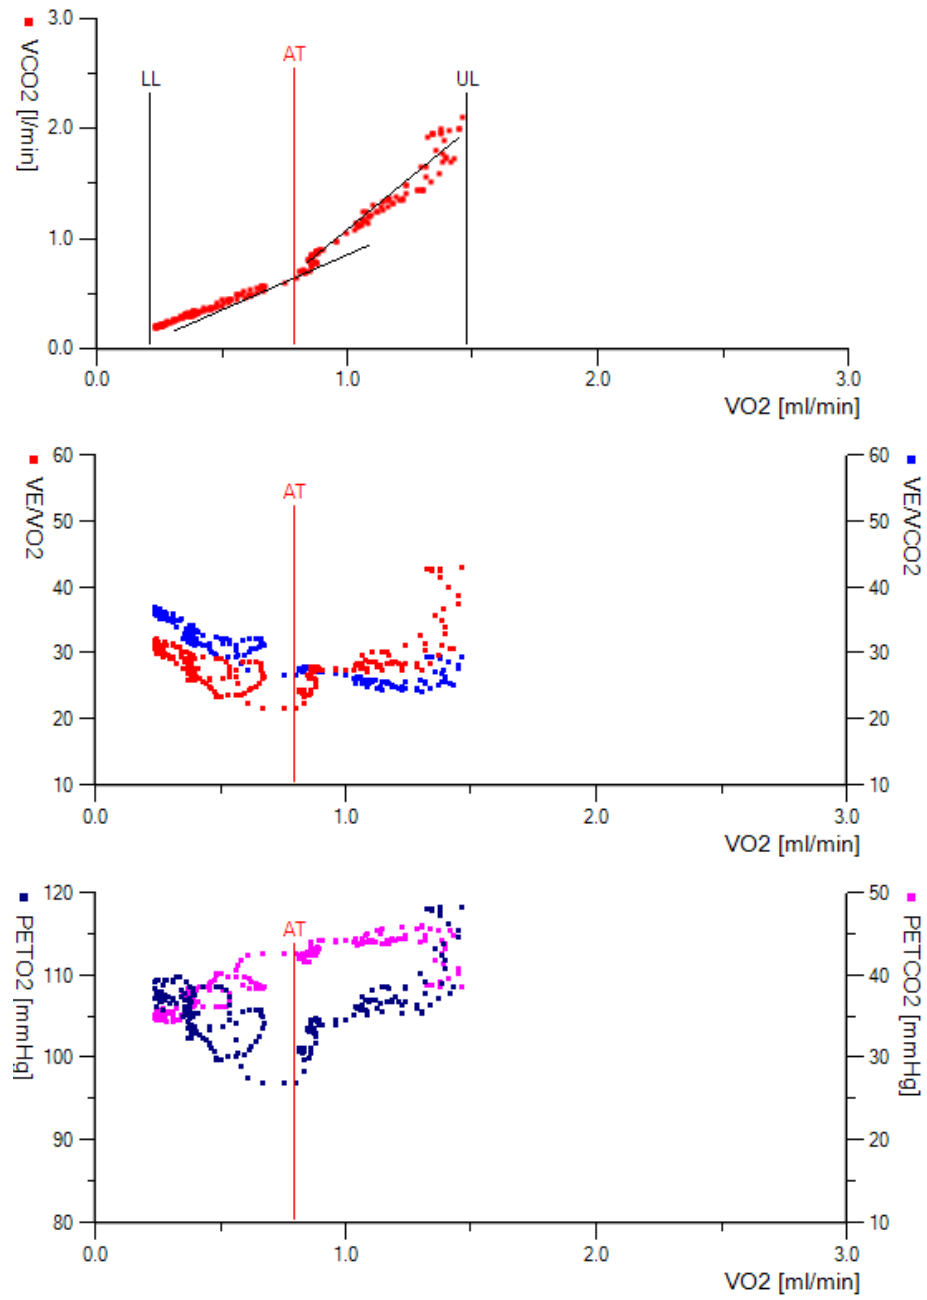 3.0
VCO2 [l/min]
AT
LL
UL
2.0
1.0
0.0
0.0 1.0 2.0 3.0
VO2 [ml/min]
60 60
VE/VO2
VE/VCO2
AT
50 50
40 40
30 30
20 20
10 10
0.0 1.0 2.0 3.0
VO2 [ml/min]
120 50
PETO2 [mmHg]
PETCO2 [mmHg]
AT
110 40
100 30
90 20
80 10
0.0 1.0 2.0 3.0
VO2 [ml/min]